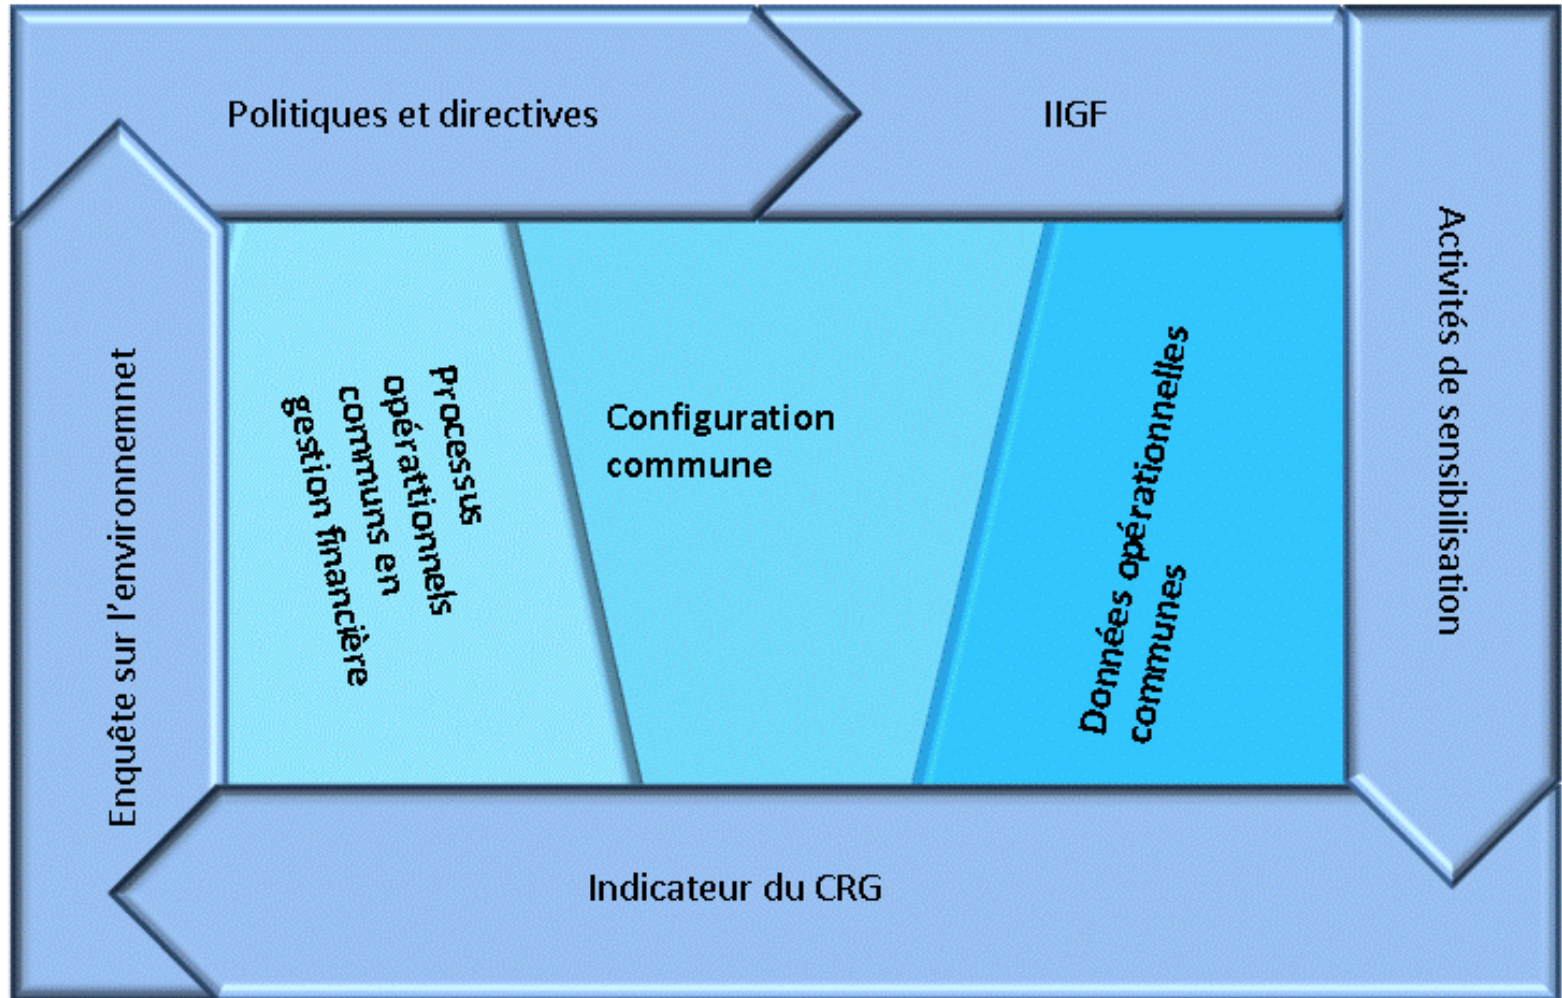 Politiques et directives
IIGF
Activités de sensibilisation
Indicateur du CRG
Enquête sur l'environnemnet
Processus
opérattionnels
communs en
gestion financière
Configuration
commune
Données opérationnelles
communes